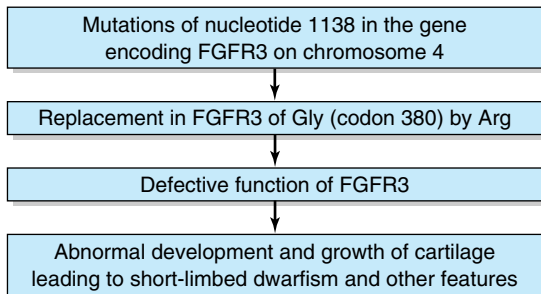 Mutations of nucleotide 1138 in the gene
encoding FGFR3 on chromosome 4
Replacement in FGFR3 of Gly (codon 380) by Arg
Defective function of FGFR3
Abnormal development and growth of cartilage
leading to short-limbed dwarfism and other features